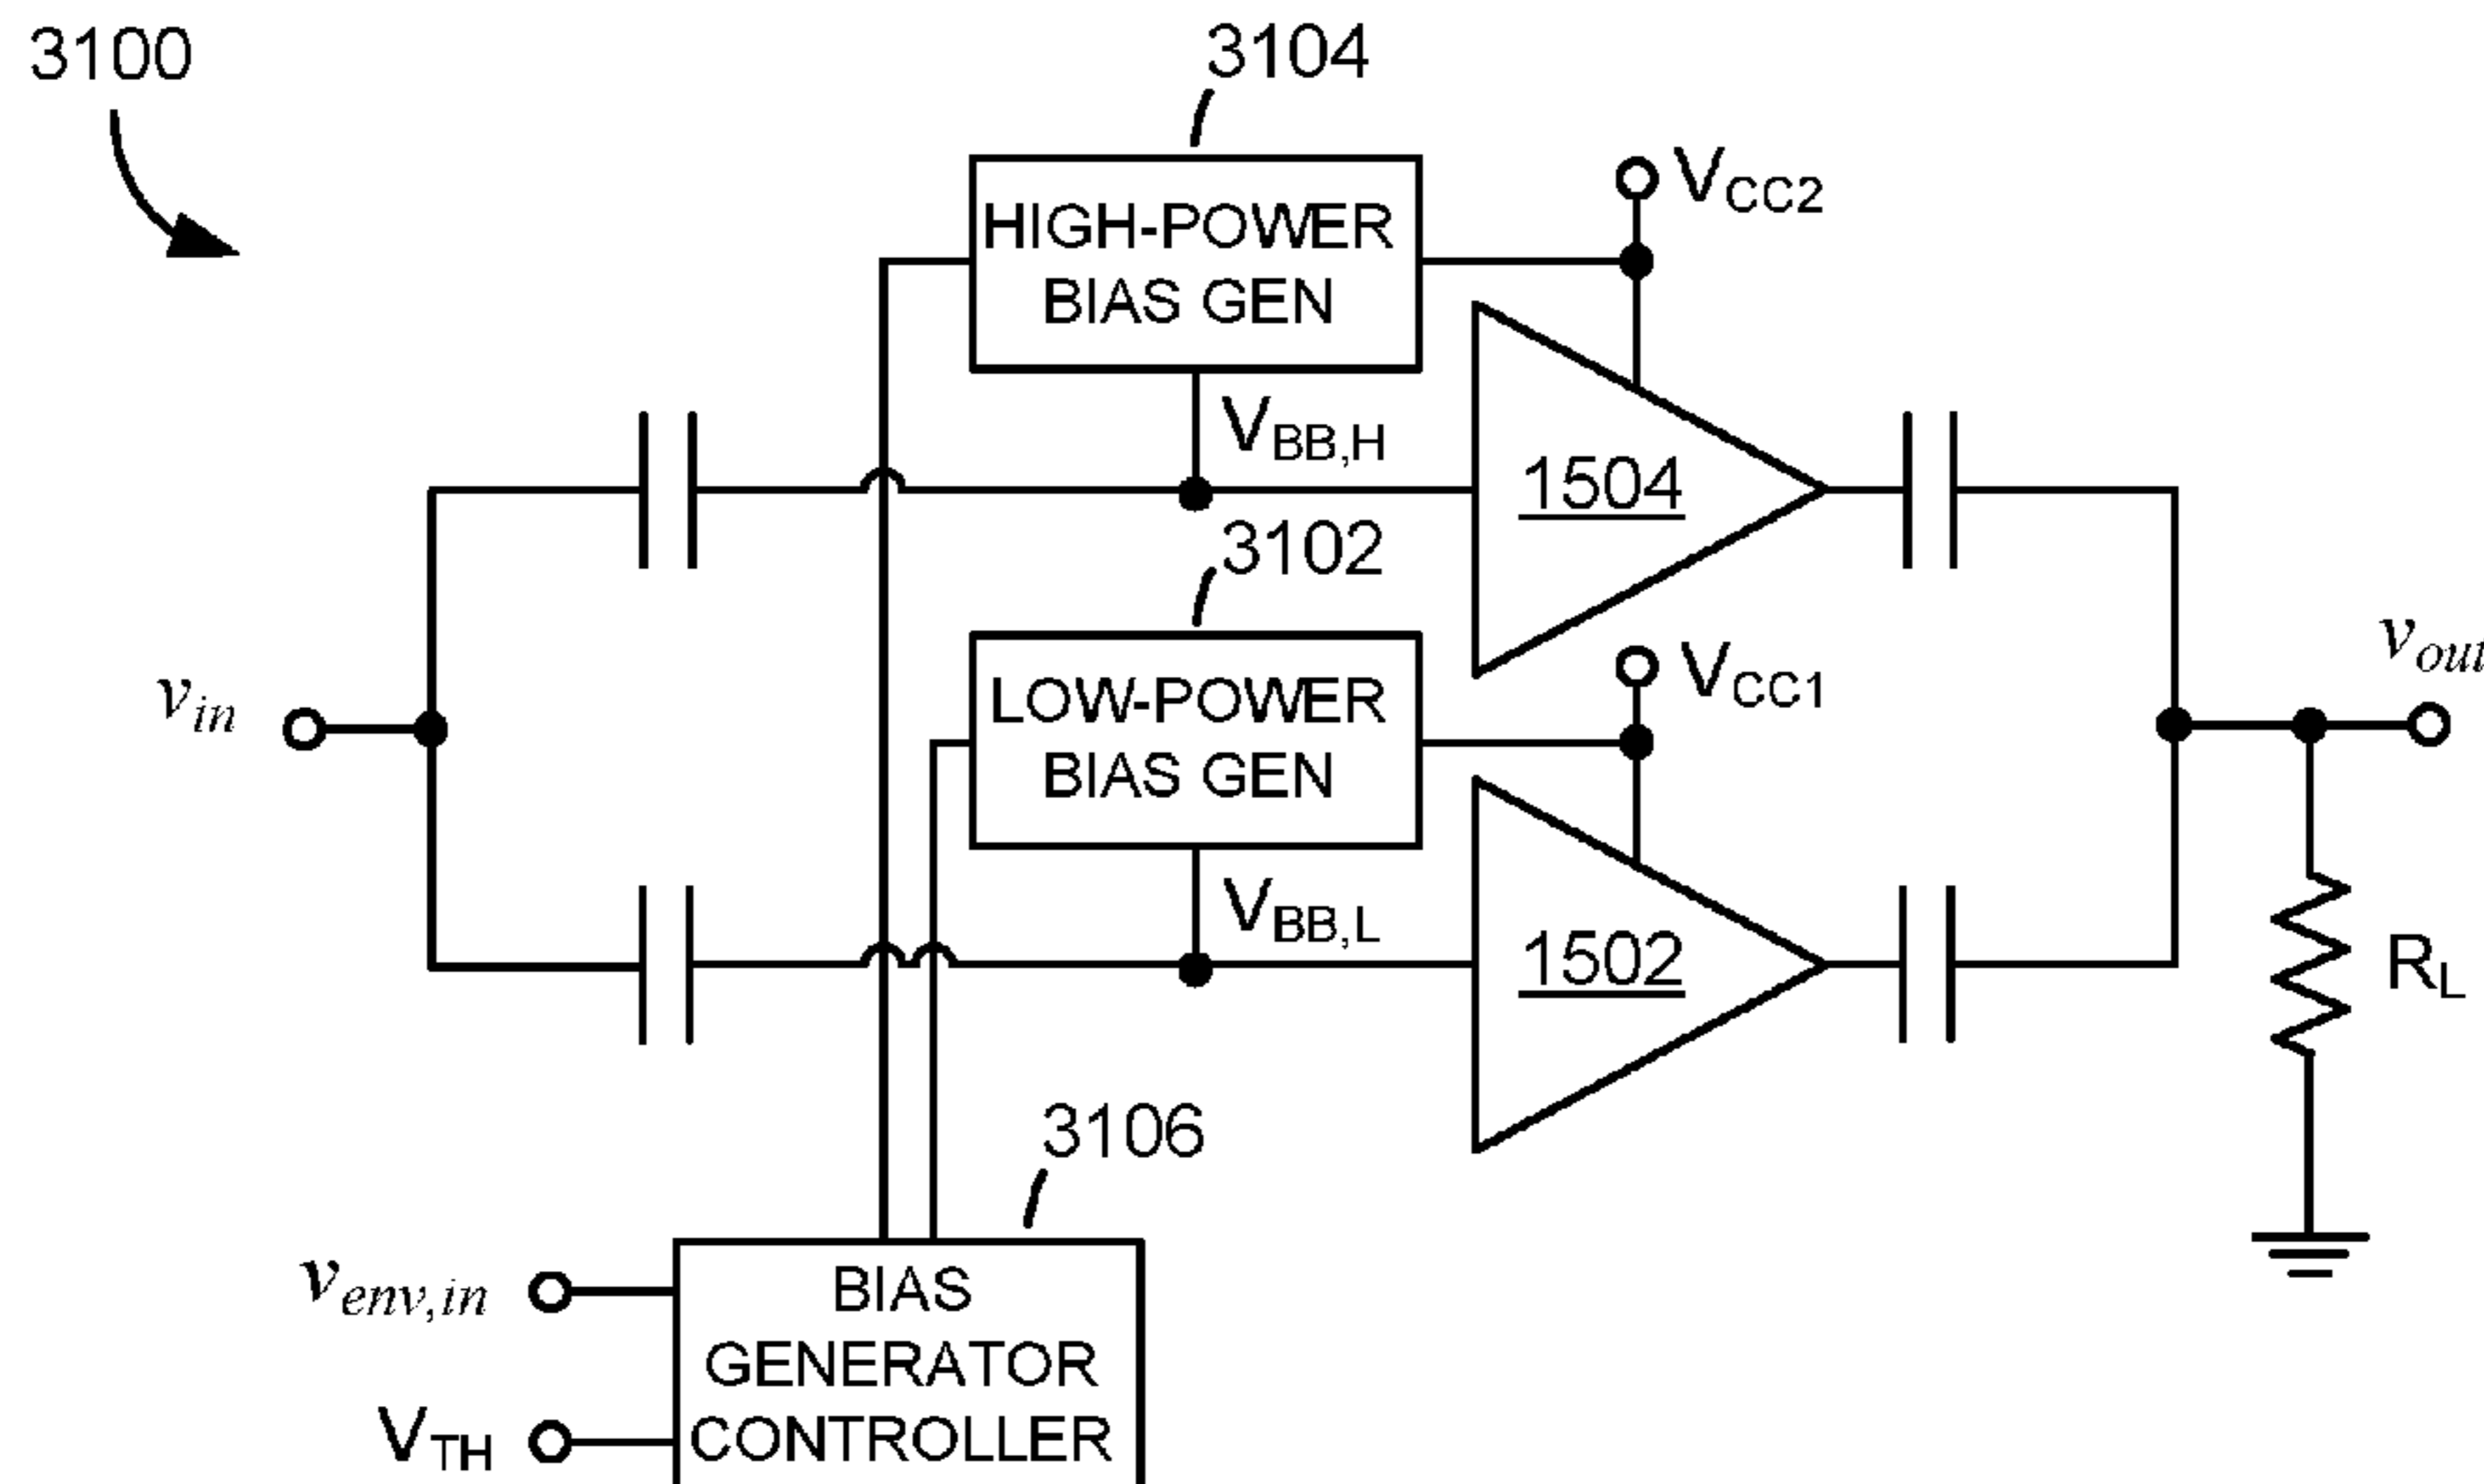 3100
3104
HIGH-POWER
BIAS GEN
VCC2
VBB,H
1504
3102
LOW-POWER
BIAS GEN
VCC1
vin
vout
VBB,L
1502
RL
3106
venv,in
VTH
BIAS
GENERATOR
CONTROLLER